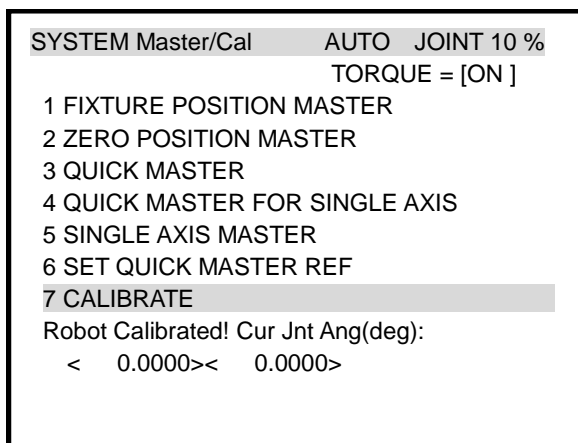 SYSTEM Master/Cal AUTO JOINT 10 %
TORQUE = [ON ]
1 FIXTURE POSITION MASTER
2 ZERO POSITION MASTER
3 QUICK MASTER
4 QUICK MASTER FOR SINGLE AXIS
5 SINGLE AXIS MASTER
6 SET QUICK MASTER REF
7 CALIBRATE
Robot Calibrated! Cur Jnt Ang(deg):
< 0.0000>< 0.0000>